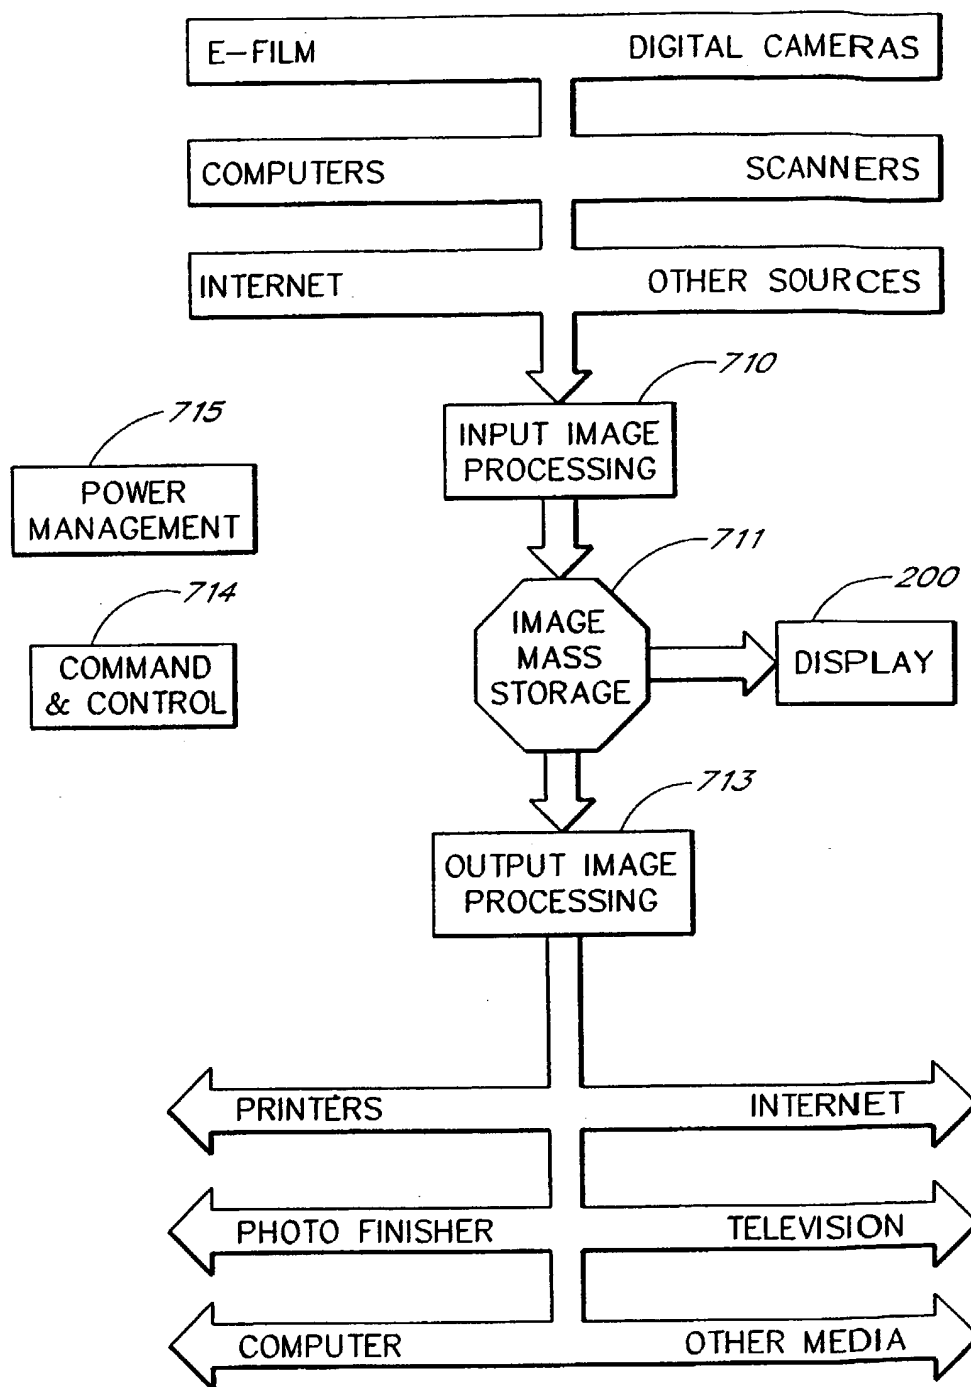 E-FILM DIGITAL CAMERAS
COMPUTERS SCANNERS
INTERNET OTHER SOURCES
710
INPUT IMAGE
PROCESSING
715
POWER
MANAGEMENT
711
IMAGE
MASS
STORAGE
200
DISPLAY
714
COMMAND
& CONTROL
713
OUTPUT IMAGE
PROCESSING
PRINTERS INTERNET
PHOTO FINISHER TELEVISION
COMPUTER OTHER MEDIA